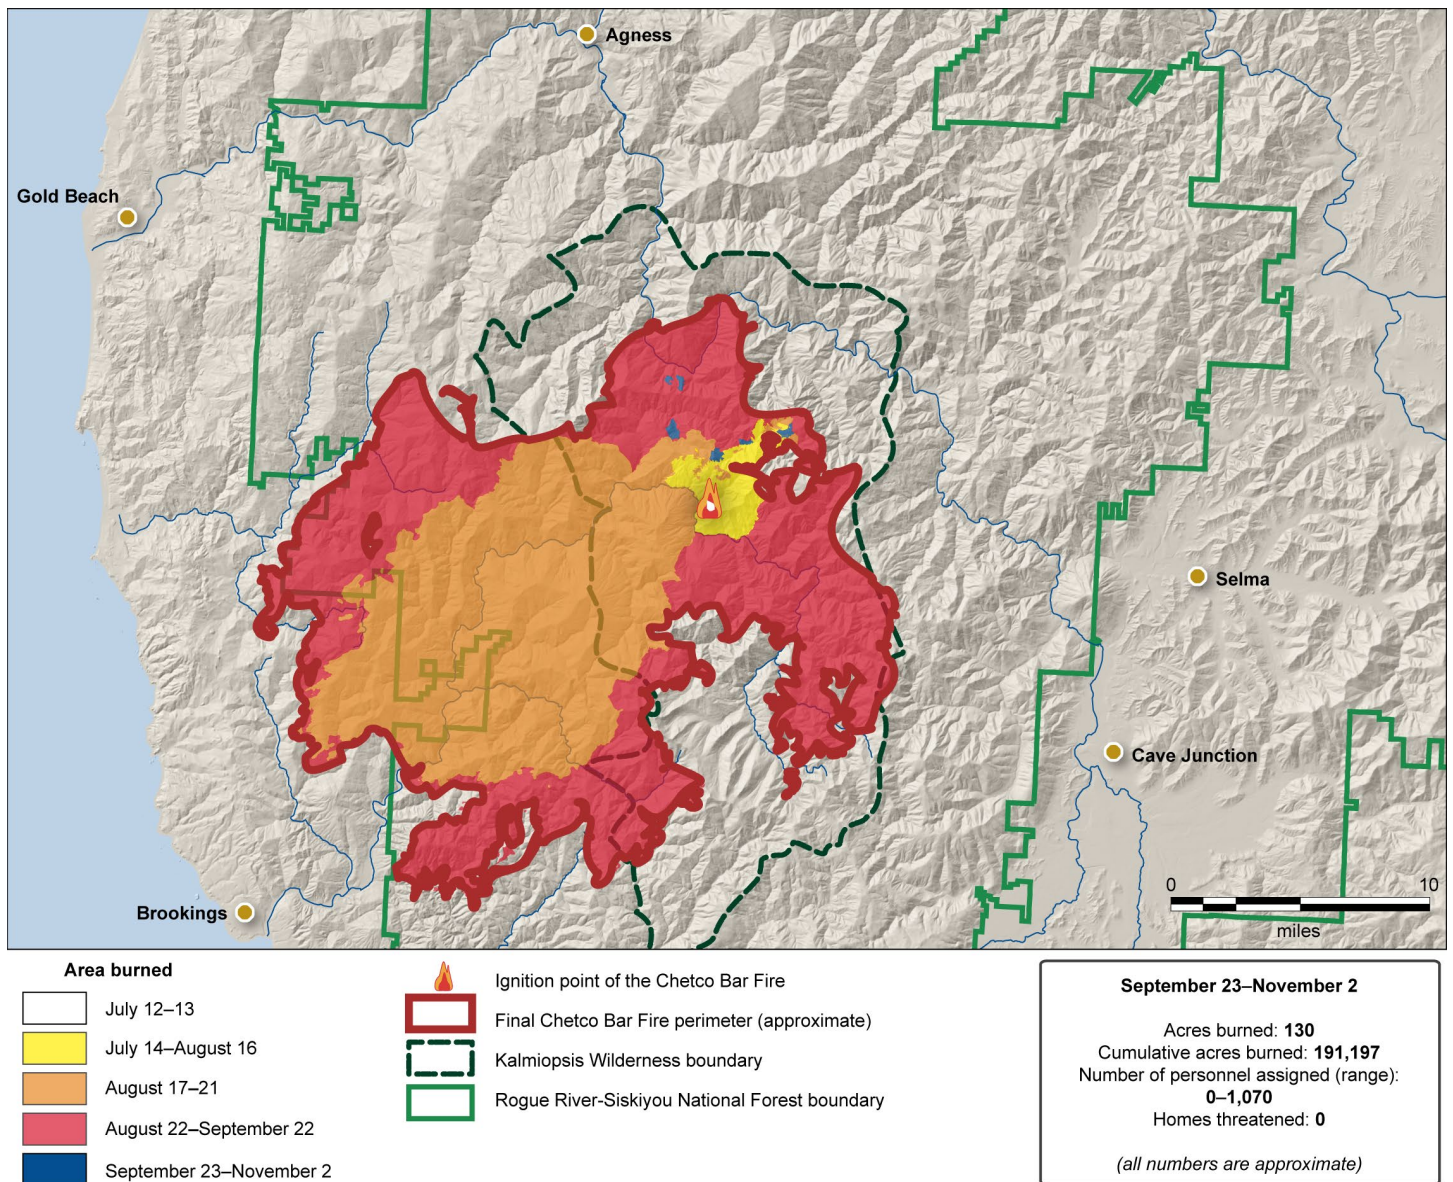 Agness
Gold Beach
Selma
Cave Junction
Brookings
0 10
miles
Area burned
July 12–13
July 14–August 16
August 17–21
August 22–September 22
September 23–November 2
Ignition point of the Chetco Bar Fire
Final Chetco Bar Fire perimeter (approximate)
Kalmiopsis Wilderness boundary
Rogue River-Siskiyou National Forest boundary
September 23–November 2
Acres burned: 130
Cumulative acres burned: 191,197
Number of personnel assigned (range):
0–1,070
Homes threatened: 0
(all numbers are approximate)